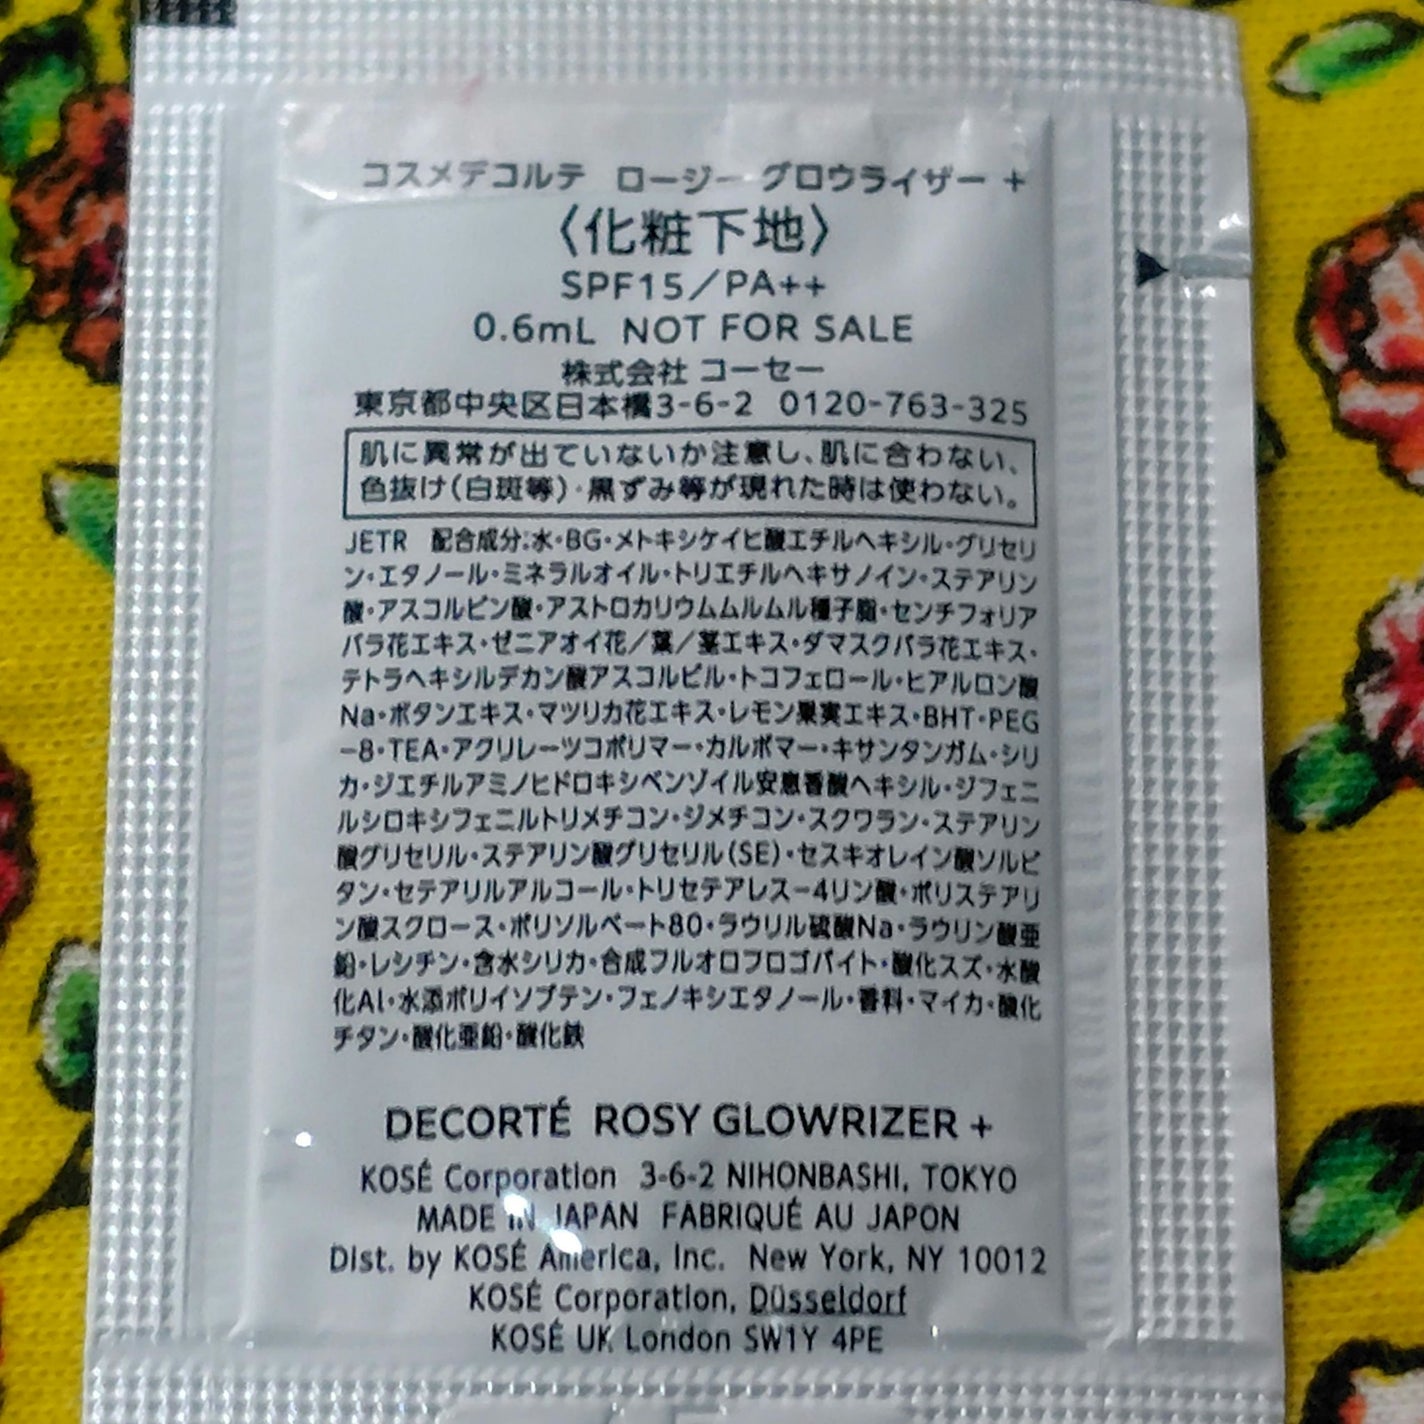 コスメデコルテ ロージー グロウライザー +
〈化粧下地〉
SPF15/PA++
0.6mL NOT FOR SALE
株式会社 コーセー
東京都中央区日本橋3-6-2 0120-763-325
肌に異常が出ていないか注意し、肌に合わない、
色抜け(白斑等)・黒ずみ等が現れた時は使わない。
JETR 配合成分:水・BG・メトキシケイヒ酸エチルヘキシル・グリセリ
ン・エタノール・ミネラルオイル・トリエチルヘキサノイン・ステアリン
酸・アスコルビン酸・アストロカリウムムルムル種子脂・センチフォリア
バラ花エキス・ゼニアオイ花/葉/茎エキス・ダマスクバラ花エキス・
テトラヘキシルデカン酸アスコルビル・トコフェロール・ヒアルロン酸
Na・ボタンエキス・マツリカ花エキス・レモン果実エキス・BHT・PEG
-8・TEA・アクリレーツコポリマー・カルボマー・キサンタンガム・シリ
カ・ジエチルアミノヒドロキシベンゾイル安息香酸ヘキシル・ジフェニ
ルシロキシフェニルトリメチコン・ジメチコン・スクワラン・ステアリン
酸グリセリル・ステアリン酸グリセリル(SE)・セスキオレイン酸ソルビ
タン・セテアリルアルコール・トリセテアレス-4リン酸・ポリステアリ
ン酸スクロース・ポリソルベート80・ラウリル硫酸Na・ラウリン酸亜
鉛・レシチン・含水シリカ・合成フルオロフロゴパイト・酸化スズ・水酸
化Al・水添ポリイソブテン・フェノキシエタノール・香料・マイカ・酸化
チタン・酸化亜鉛・酸化鉄
DECORTÉ ROSY GLOWRIZER +
KOSÉ Corporation 3-6-2 NIHONBASHI, TOKYO
MADE IN JAPAN FABRIQUÉ AU JAPON
Dist. by KOSÉ America, Inc. New York, NY 10012
KOSÉ Corporation, Düsseldorf
KOSÉ UK London SW1Y 4PE